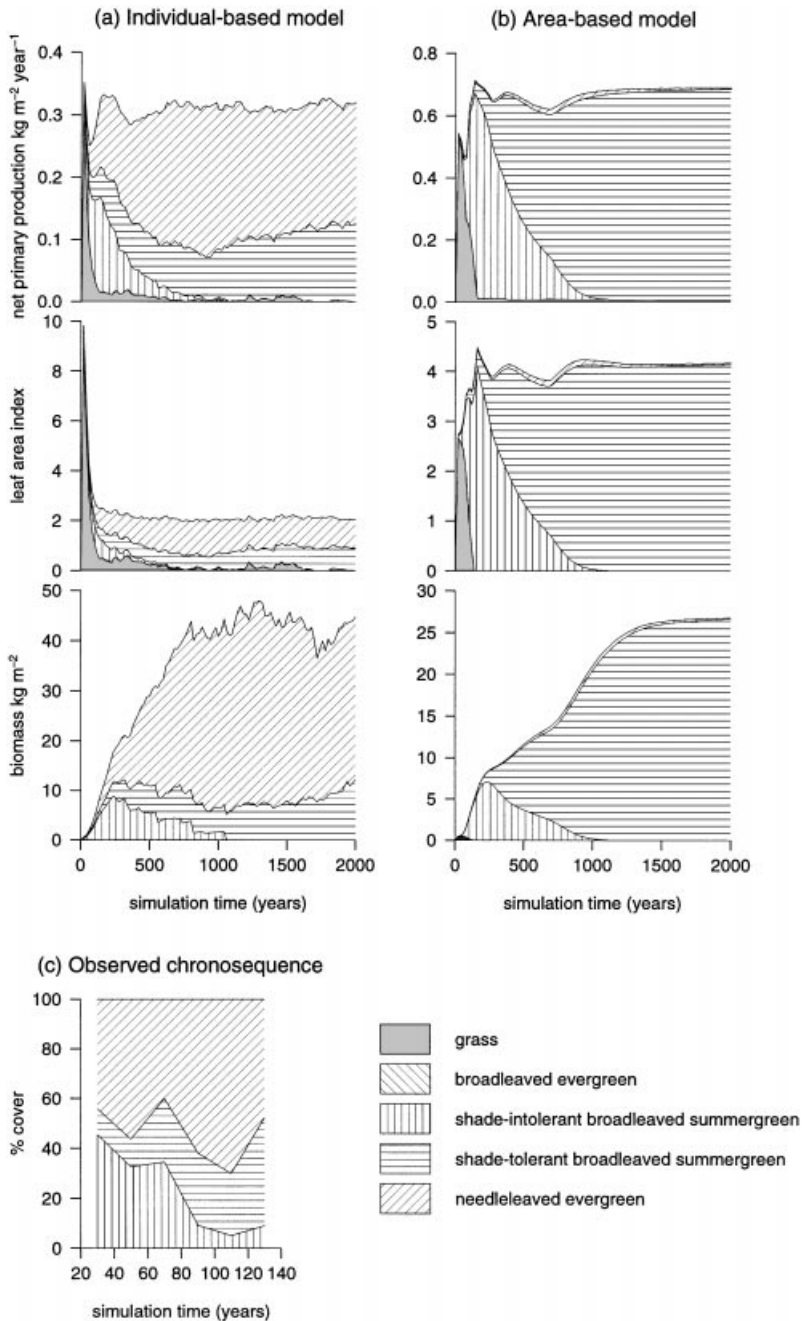 (a) Individual-based model
(b) Area-based model
net primary production kg m⁻² year⁻¹
0.4
0.3
0.2
0.1
0.0
0.8
0.6
0.4
0.2
0.0
leaf area index
10
8
6
4
2
0
5
4
3
2
1
0
biomass kg m⁻²
50
40
30
20
10
0
30
25
20
15
10
5
0
0 500 1000 1500 2000
0 500 1000 1500 2000
simulation time (years)
simulation time (years)
(c) Observed chronosequence
% cover
100
80
60
40
20
0
20 40 60 80 100 120 140
simulation time (years)
grass
broadleaved evergreen
shade-intolerant broadleaved summergreen
shade-tolerant broadleaved summergreen
needleleaved evergreen